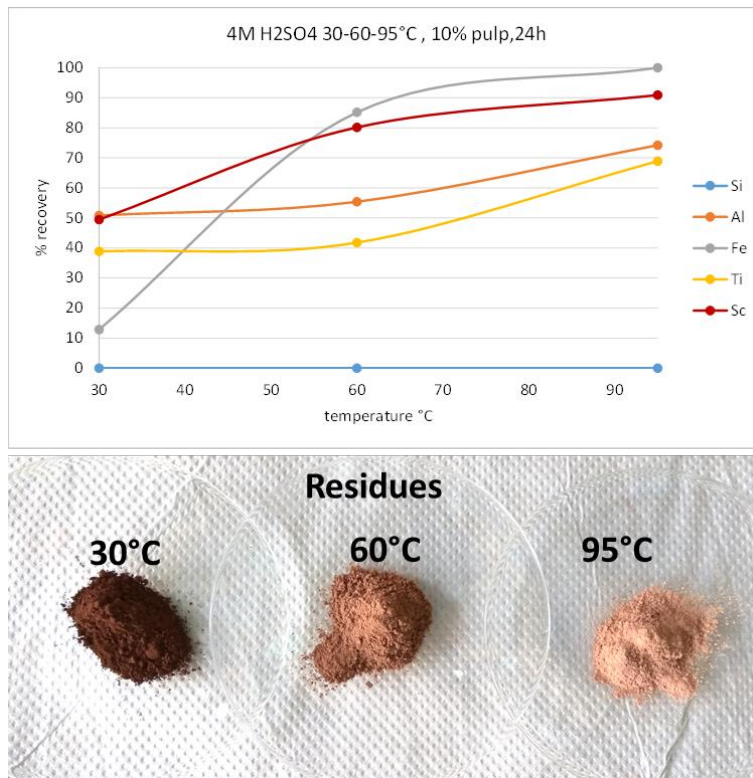 4M H2SO4 30-60-95°C , 10% pulp,24h
100
90
80
70
60
50
40
30
20
10
0
% recovery
30 40 50 60 70 80 90
temperature °C
Si
Al
Fe
Ti
Sc
Residues
30°C 60°C 95°C